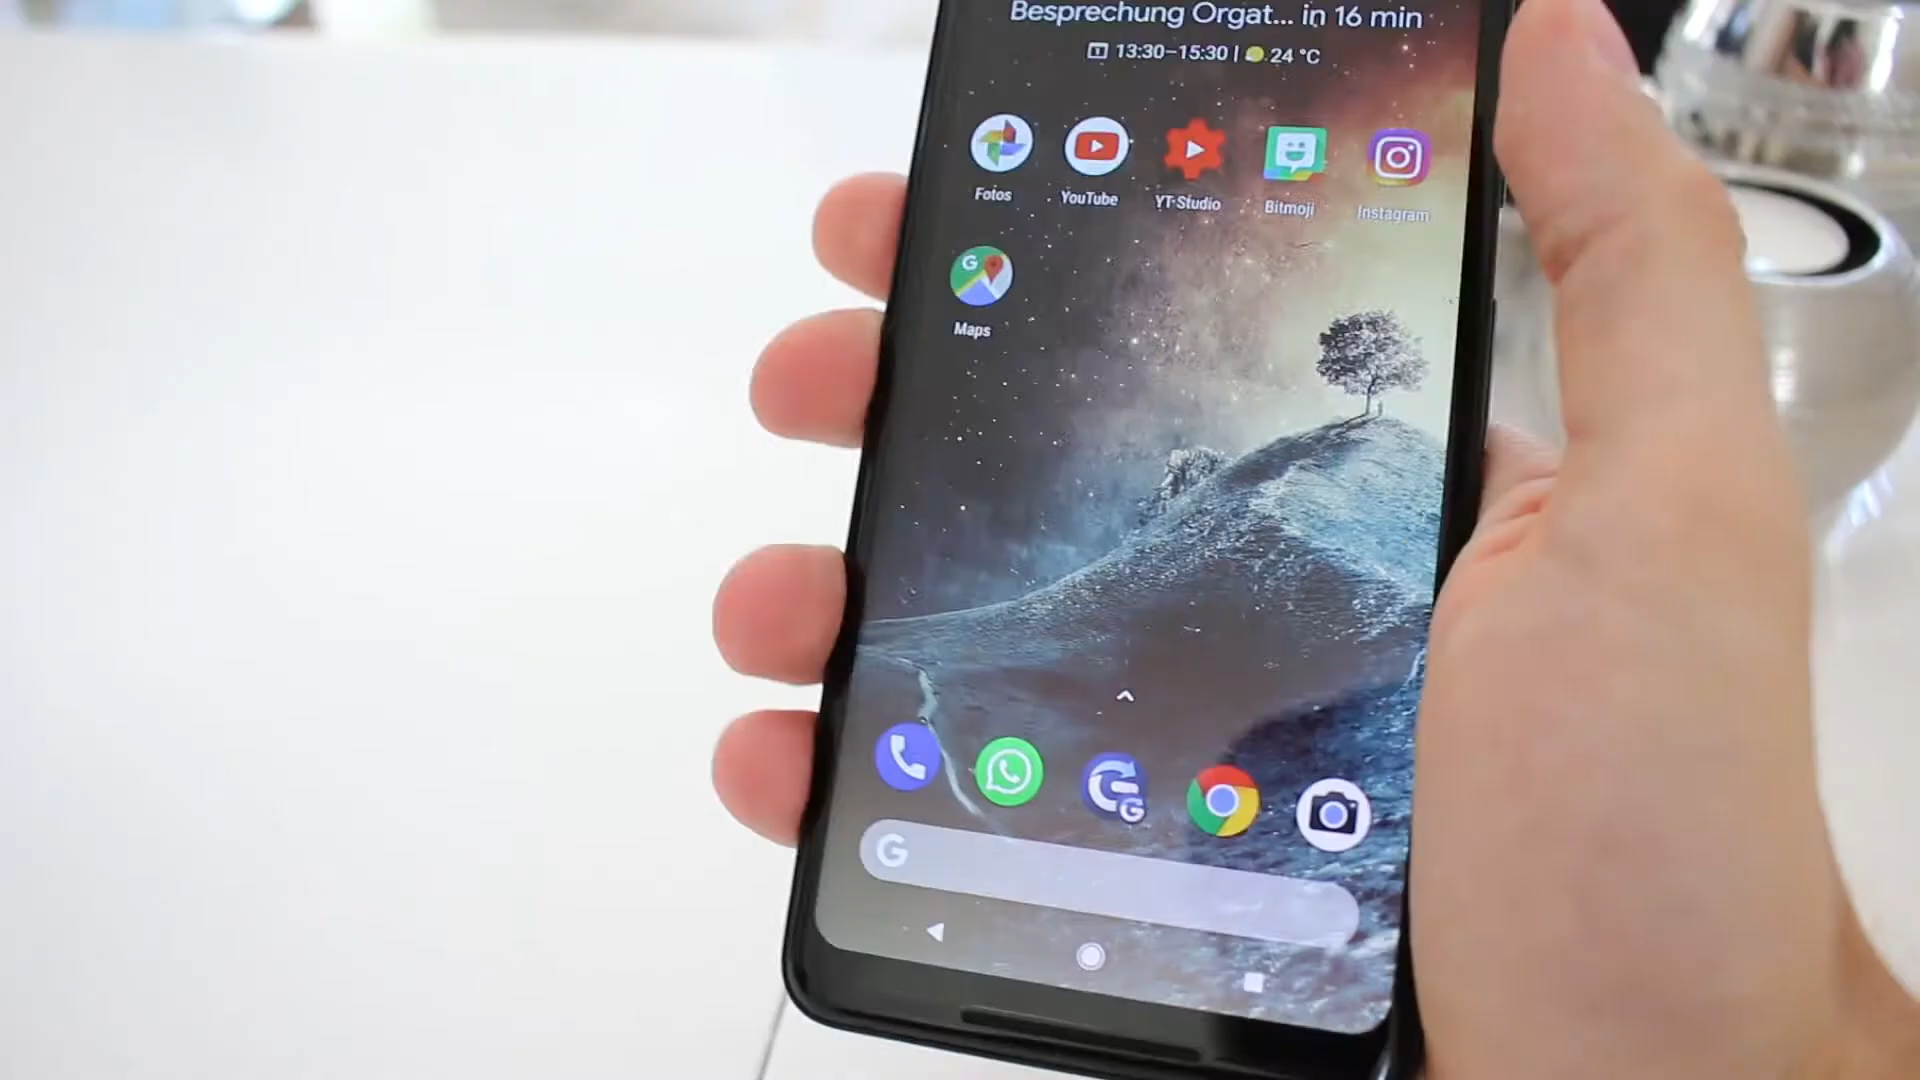 Besprechung Orgat... in 16 min
13:30–15:30 | 24 °C
Fotos YouTube YT Studio Bitmoji Instagram
G
Maps
G
G